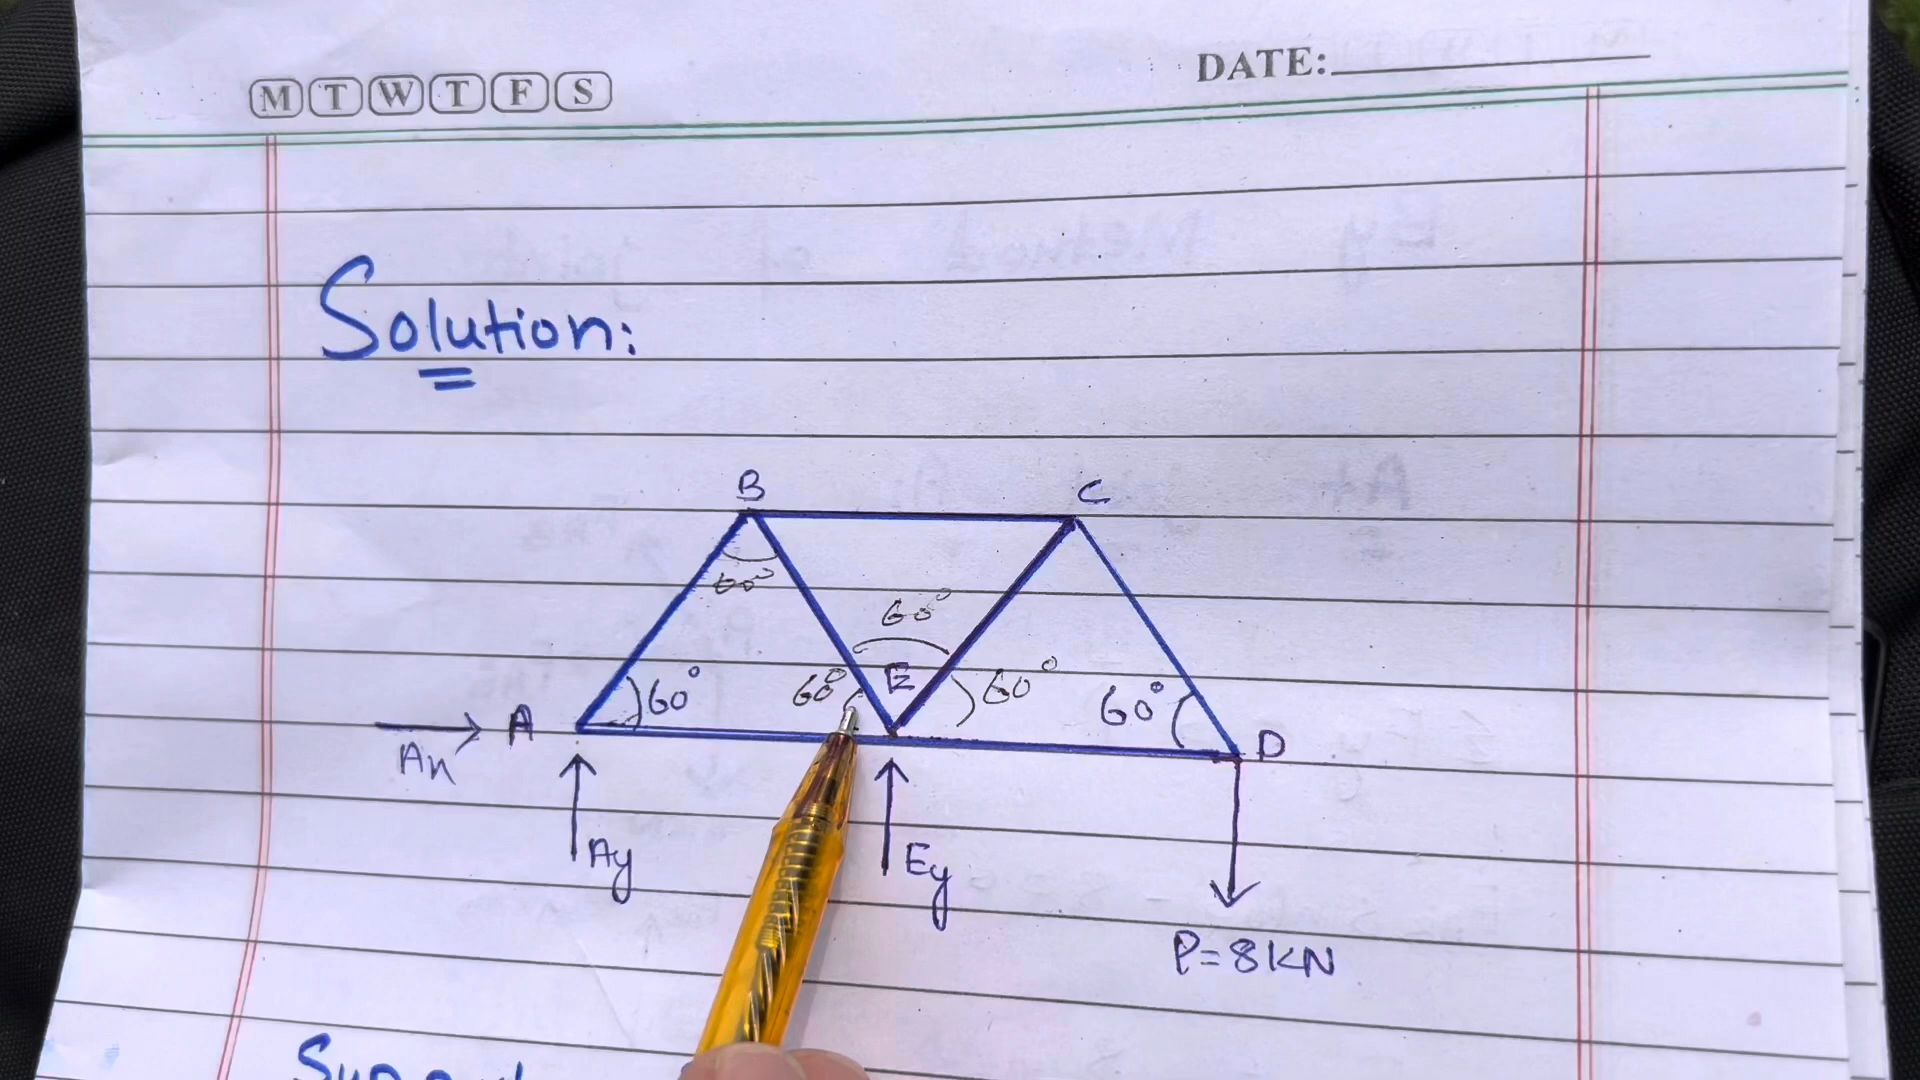 M T W T F S
DATE:
Solution:
B
C
60°
60°
60°
60°
E
60°
60°
A
D
Ax
Ay
Ey
P=8KN